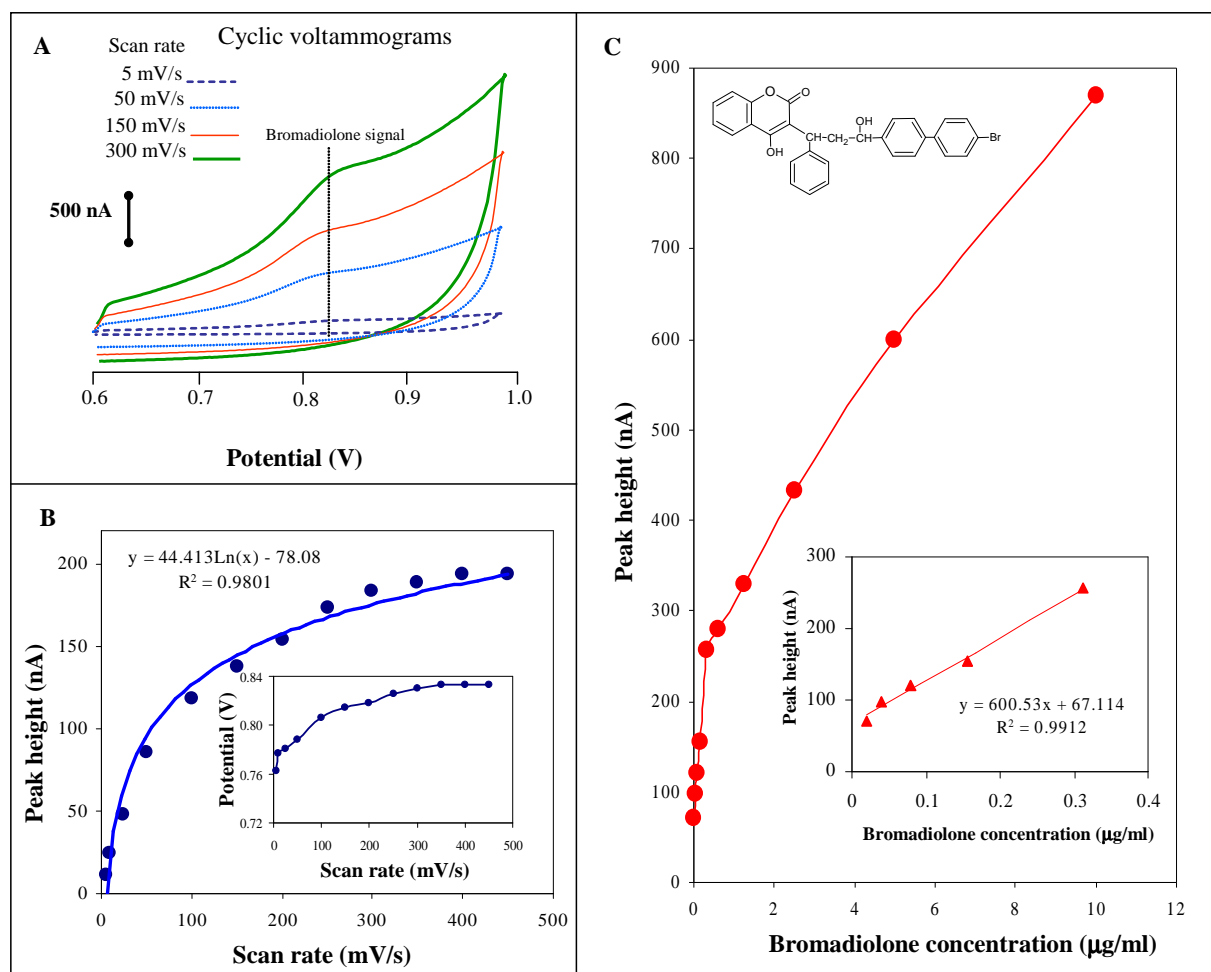 A
Cyclic voltammograms
Scan rate
5 mV/s
50 mV/s
150 mV/s
300 mV/s
Bromadiolone signal
500 nA
0.6 0.7 0.8 0.9 1.0
Potential (V)
B
y = 44.413Ln(x) - 78.08
R² = 0.9801
Peak height (nA)
200
150
100
50
0
0 100 200 300 400 500
Scan rate (mV/s)
Potential (V)
0.84
0.80
0.76
0.72
0 100 200 300 400 500
Scan rate (mV/s)
C
O
O
OH
OH
CH
CH₂
CH
Br
Peak height (nA)
900
800
700
600
500
400
300
200
100
0
0 2 4 6 8 10 12
Bromadiolone concentration (μg/ml)
Peak height (nA)
300
200
100
0
y = 600.53x + 67.114
R² = 0.9912
0 0.1 0.2 0.3 0.4
Bromadiolone concentration (μg/ml)